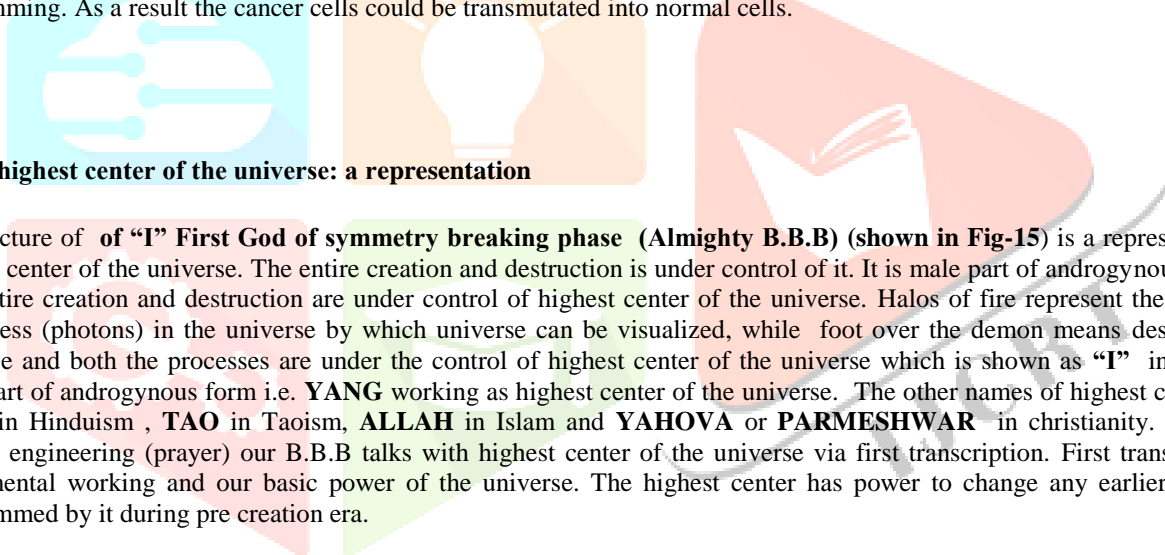 mming. As a result the cancer cells could be transmutated into normal cells.
highest center of the universe: a representation
cture of of “I” First God of symmetry breaking phase (Almighty B.B.B) (shown in Fig-15) is a repres
center of the universe. The entire creation and destruction is under control of it. It is male part of androgynou
tire creation and destruction are under control of highest center of the universe. Halos of fire represent the
ess (photons) in the universe by which universe can be visualized, while foot over the demon means des
e and both the processes are under the control of highest center of the universe which is shown as “I” in
art of androgynous form i.e. YANG working as highest center of the universe. The other names of highest c
in Hinduism , TAO in Taoism, ALLAH in Islam and YAHOVA or PARMESHWAR in christianity.
engineering (prayer) our B.B.B talks with highest center of the universe via first transcription. First trans
mental working and our basic power of the universe. The highest center has power to change any earlier
mmed by it during pre creation era.
IJCRT